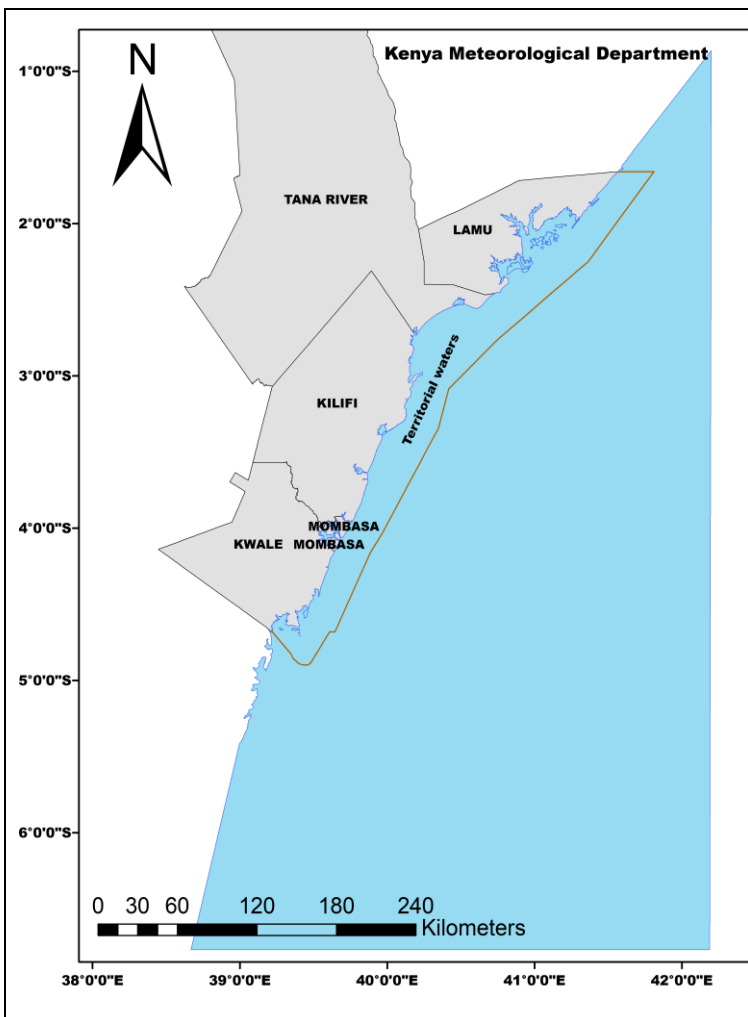 Kenya Meteorological Department
N
1°0'0"S
2°0'0"S
3°0'0"S
4°0'0"S
5°0'0"S
6°0'0"S
TANA RIVER
LAMU
Territorial waters
KILIFI
MOMBASA
KWALE MOMBASA
0 30 60 120 180 240
Kilometers
38°0'0"E 39°0'0"E 40°0'0"E 41°0'0"E 42°0'0"E